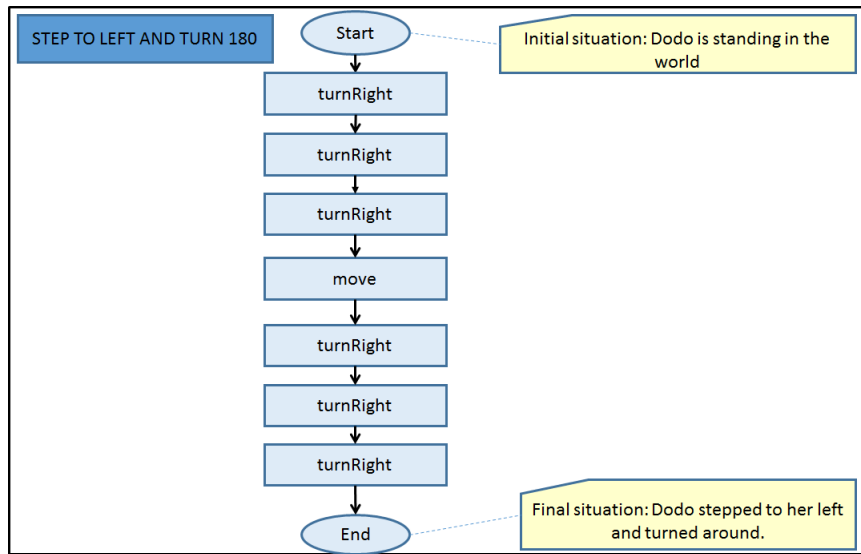 STEP TO LEFT AND TURN 180
Start
Initial situation: Dodo is standing in the
world
turnRight
turnRight
turnRight
move
turnRight
turnRight
turnRight
End
Final situation: Dodo stepped to her left
and turned around.